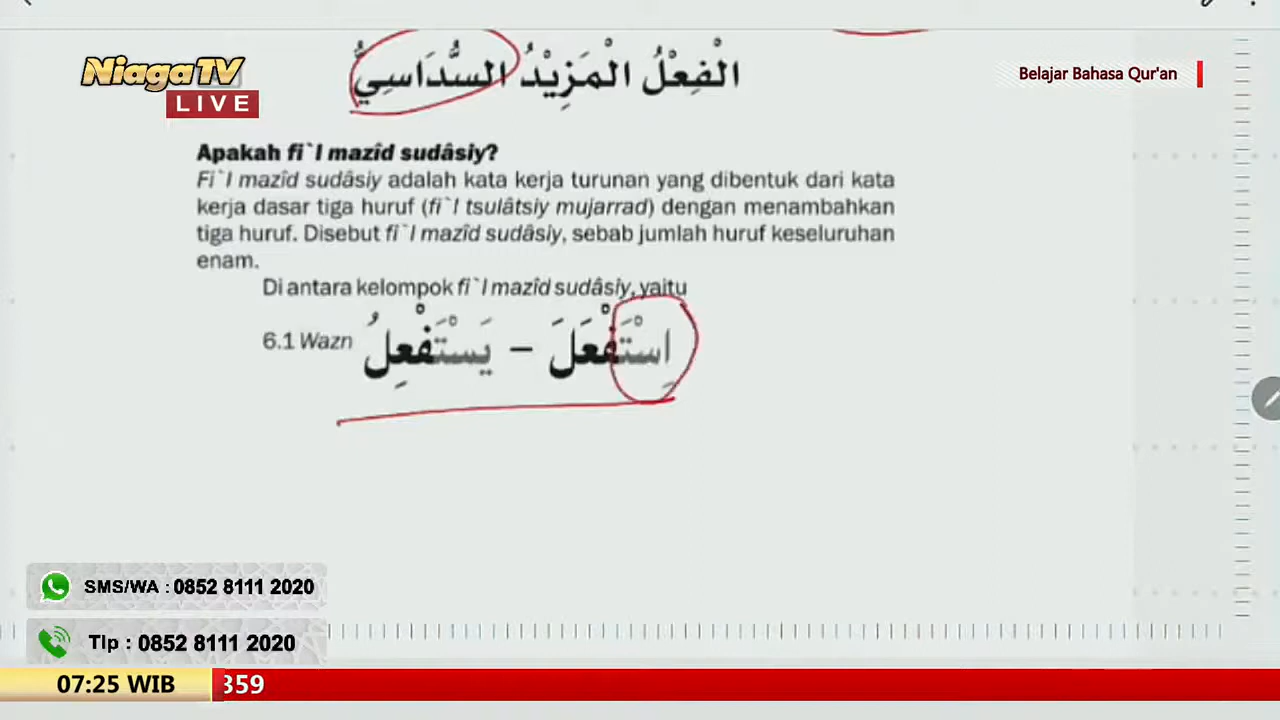 NiagaTV
LIVE
Belajar Bahasa Qur'an
الْفِعْلُ الْمَزِيْدُ السُّدَاسِيُّ
Apakah fi`l mazîd sudâsiy?
Fi`l mazîd sudâsiy adalah kata kerja turunan yang dibentuk dari kata
kerja dasar tiga huruf (fi`l tsulâtsiy mujarrad) dengan menambahkan
tiga huruf. Disebut fi`l mazîd sudâsiy, sebab jumlah huruf keseluruhan
enam.
Di antara kelompok fi`l mazîd sudâsiy, yaitu
6.1 Wazn اِسْتَفْعَلَ – يَسْتَفْعِلُ
SMS/WA : 0852 8111 2020
Tlp : 0852 8111 2020
07:25 WIB
359